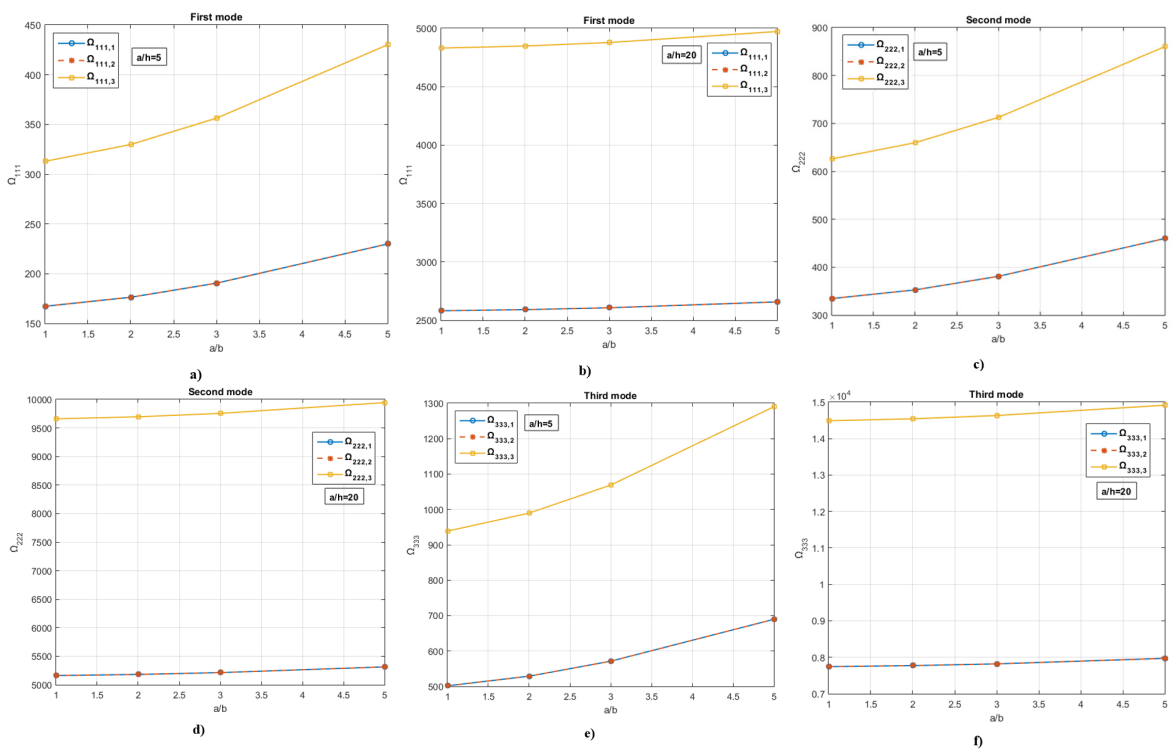 First mode
450
400
350
300
250
200
150
Ω111
Ω111,1
Ω111,2
Ω111,3
a/h=5
1 1.5 2 2.5 3 3.5 4 4.5 5
a/b
a)
First mode
5000
4500
4000
3500
3000
2500
Ω111
a/h=20
Ω111,1
Ω111,2
Ω111,3
1 1.5 2 2.5 3 3.5 4 4.5 5
a/b
b)
Second mode
900
800
700
600
500
400
300
Ω222
Ω222,1
Ω222,2
Ω222,3
a/h=5
1 1.5 2 2.5 3 3.5 4 4.5 5
a/b
c)
Second mode
10000
9500
9000
8500
8000
7500
7000
6500
6000
5500
5000
Ω222
Ω222,1
Ω222,2
Ω222,3
a/h=20
1 1.5 2 2.5 3 3.5 4 4.5 5
a/b
d)
Third mode
1300
1200
1100
1000
900
800
700
600
500
Ω333
Ω333,1
Ω333,2
Ω333,3
a/h=5
1 1.5 2 2.5 3 3.5 4 4.5 5
a/b
e)
Third mode
×10⁴
1.5
1.4
1.3
1.2
1.1
1
0.9
0.8
0.7
Ω333
Ω333,1
Ω333,2
Ω333,3
a/h=20
1 1.5 2 2.5 3 3.5 4 4.5 5
a/b
f)